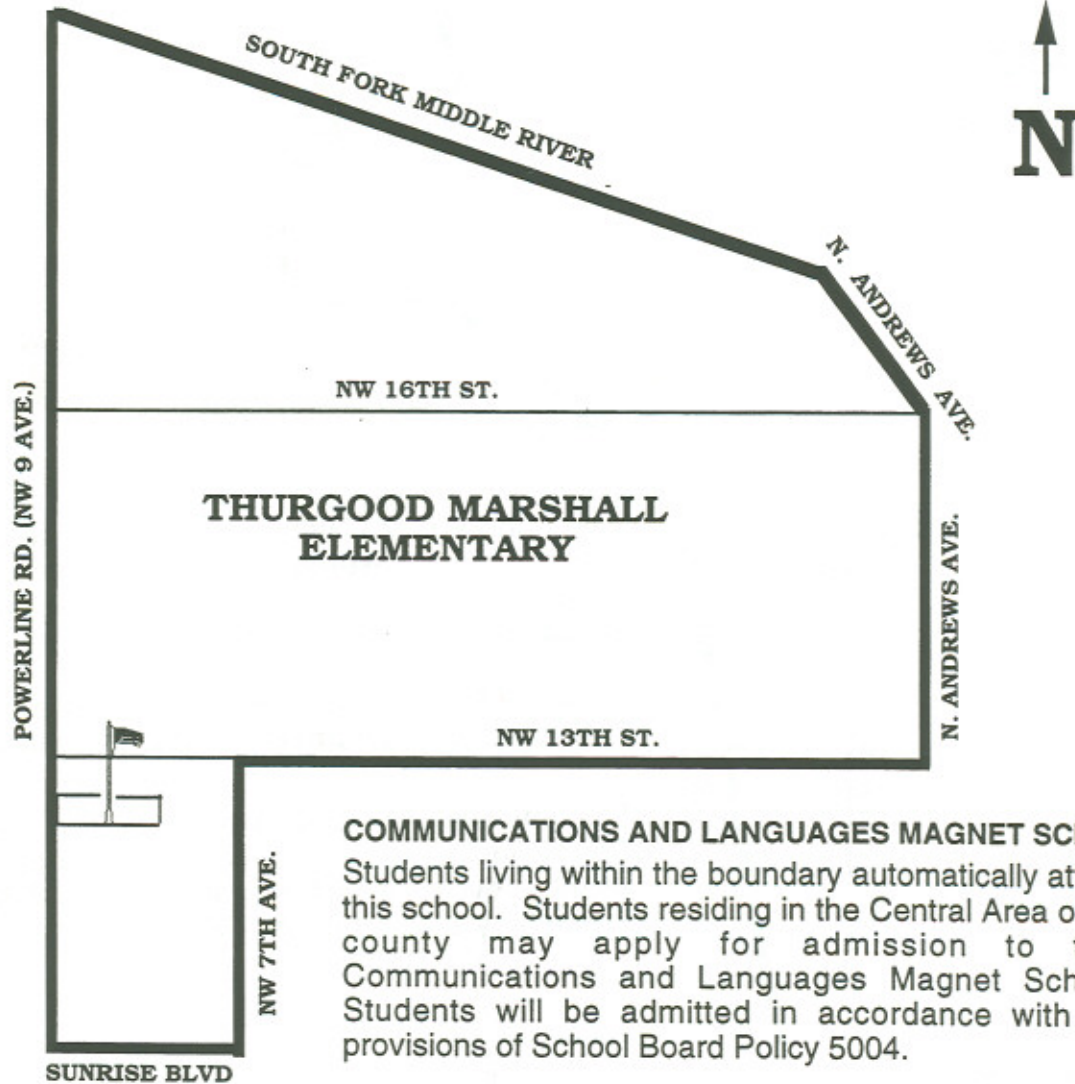 SOUTH FORK MIDDLE RIVER
N
N. ANDREWS AVE.
NW 16TH ST.
POWERLINE RD. (NW 9 AVE.)
THURGOOD MARSHALL
ELEMENTARY
N. ANDREWS AVE.
NW 13TH ST.
NW 7TH AVE.
COMMUNICATIONS AND LANGUAGES MAGNET
Students living within the boundary automatically
this school. Students residing in the Central Area
county may apply for admission to
Communications and Languages Magnet
Students will be admitted in accordance with
provisions of School Board Policy 5004.
SUNRISE BLVD